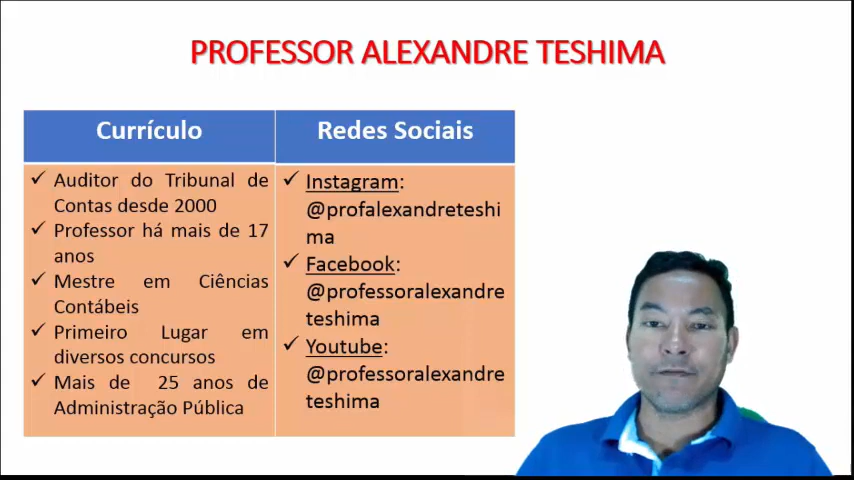 PROFESSOR ALEXANDRE TESHIMA
Currículo
✓ Auditor do Tribunal de
Contas desde 2000
✓ Professor há mais de 17
anos
✓ Mestre em Ciências
Contábeis
✓ Primeiro Lugar em
diversos concursos
✓ Mais de 25 anos de
Administração Pública
Redes Sociais
✓ Instagram:
@profalexandreteshi
ma
✓ Facebook:
@professoralexandre
teshima
✓ Youtube:
@professoralexandre
teshima